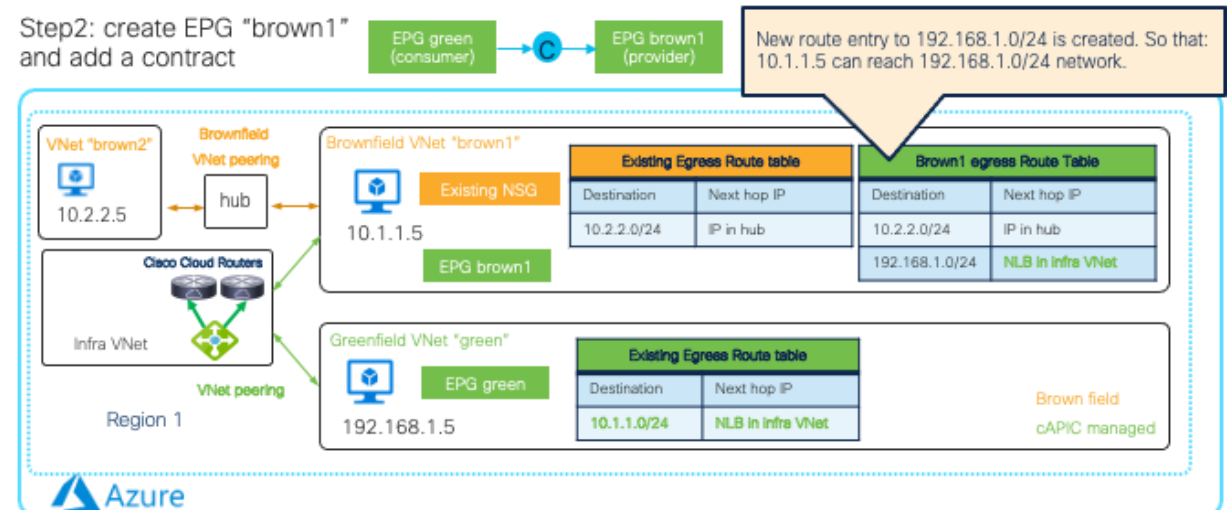 Step2: create EPG "brown1"
and add a contract
EPG green
(consumer)
C
EPG brown1
(provider)
New route entry to 192.168.1.0/24 is created. So that:
10.1.1.5 can reach 192.168.1.0/24 network.
VNet "brown2"
10.2.2.5
Brownfield
VNet peering
hub
Brownfield VNet "brown1"
Existing NSG
10.1.1.5
EPG brown1
Existing Egress Route table
Destination Next hop IP
10.2.2.0/24 IP in hub
Brown1 egress Route Table
Destination Next hop IP
10.2.2.0/24 IP in hub
192.168.1.0/24 NLB in infra VNet
Cisco Cloud Routers
Infra VNet
VNet peering
Region 1
Greenfield VNet "green"
EPG green
192.168.1.5
Existing Egress Route table
Destination Next hop IP
10.1.1.0/24 NLB in infra VNet
Brown field
cAPIC managed
Azure